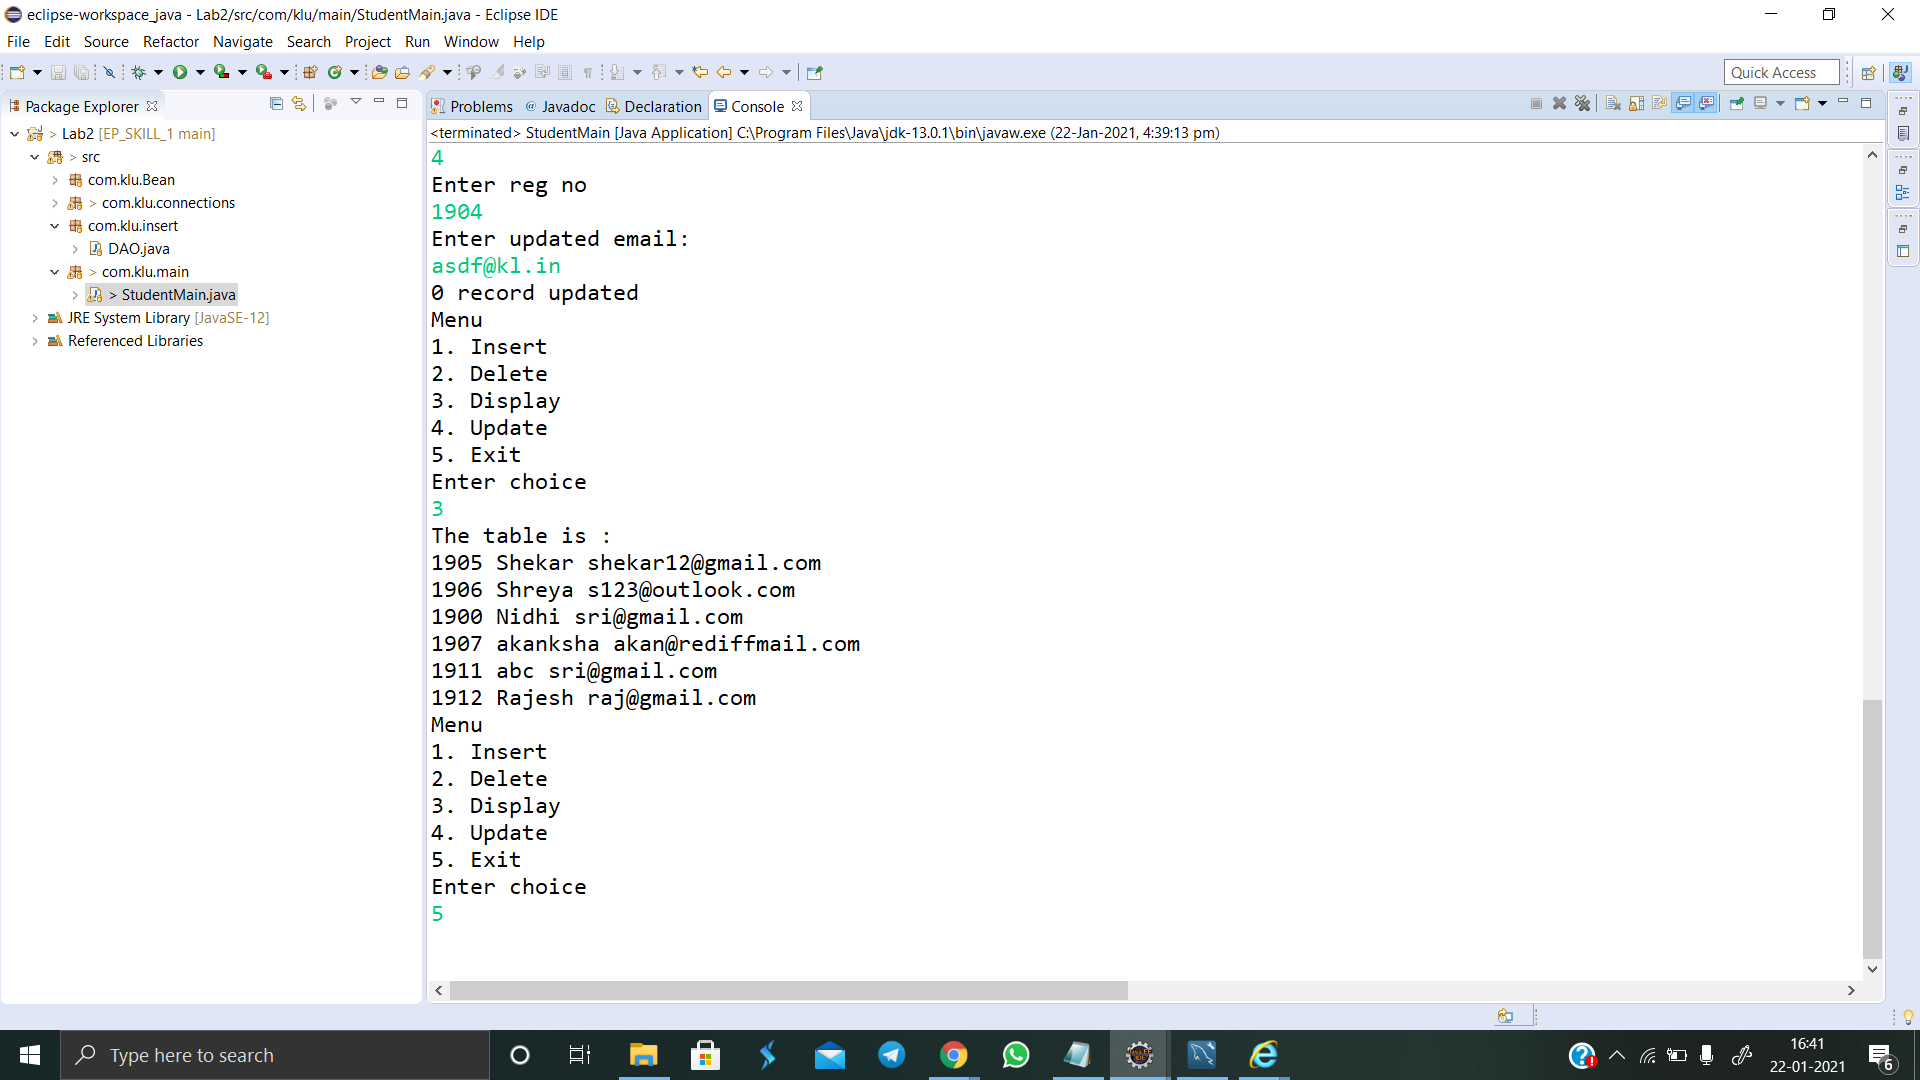 eclipse-workspace_java - Lab2/src/com/klu/main/StudentMain.java - Eclipse IDE
File Edit Source Refactor Navigate Search Project Run Window Help
Quick Access
Package Explorer
> Lab2 [EP_SKILL_1 main]
> src
com.klu.Bean
> com.klu.connections
com.klu.insert
DAO.java
> com.klu.main
> StudentMain.java
JRE System Library [JavaSE-12]
Referenced Libraries
Problems @ Javadoc Declaration Console
<terminated> StudentMain [Java Application] C:\Program Files\Java\jdk-13.0.1\bin\javaw.exe (22-Jan-2021, 4:39:13 pm)
4
Enter reg no
1904
Enter updated email:
asdf@kl.in
0 record updated
Menu
1. Insert
2. Delete
3. Display
4. Update
5. Exit
Enter choice
3
The table is :
1905 Shekar shekar12@gmail.com
1906 Shreya s123@outlook.com
1900 Nidhi sri@gmail.com
1907 akanksha akan@rediffmail.com
1911 abc sri@gmail.com
1912 Rajesh raj@gmail.com
Menu
1. Insert
2. Delete
3. Display
4. Update
5. Exit
Enter choice
5
Type here to search
16:41
22-01-2021
6